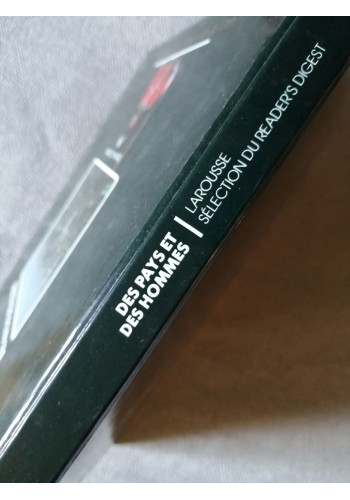 DES PAYS ET
DES HOMMES
LAROUSSE
SÉLECTION DU READER'S DIGEST